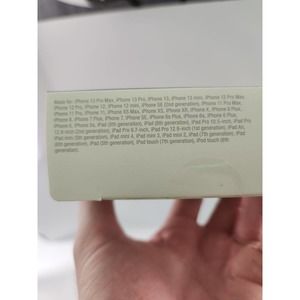 Made for: iPhone 13 Pro Max, iPhone 13 Pro, iPhone 13, iPhone 13 mini, iPhone 12 Pro Max,
iPhone 12 Pro, iPhone 12, iPhone 12 mini, iPhone SE (2nd generation), iPhone 11 Pro Max,
iPhone 11 Pro, iPhone 11, iPhone XS Max, iPhone XS, iPhone XR, iPhone X, iPhone 8 Plus,
iPhone 8, iPhone 7 Plus, iPhone 7, iPhone SE, iPhone 6s Plus, iPhone 6s, iPhone 6 Plus,
iPhone 6, iPhone 5s, iPad (6th generation), iPad (5th generation), iPad Pro 10.5-inch, iPad Pro
12.9-inch (2nd generation), iPad Pro 9.7-inch, iPad Pro 12.9-inch (1st generation), iPad Air,
iPad mini (5th generation), iPad mini 4, iPad mini 3, iPad mini 2, iPad (7th generation), iPad
(8th generation), iPad (9th generation), iPod touch (7th generation), iPod touch (6th
generation).